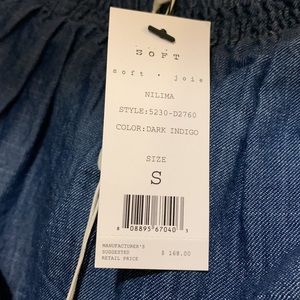 SOFT
soft • joie
NILIMA
STYLE:5230-D2760
COLOR:DARK INDIGO
SIZE
S
8 08895 67040 3
MANUFACTURER'S
SUGGESTED
RETAIL PRICE
$ 168.00